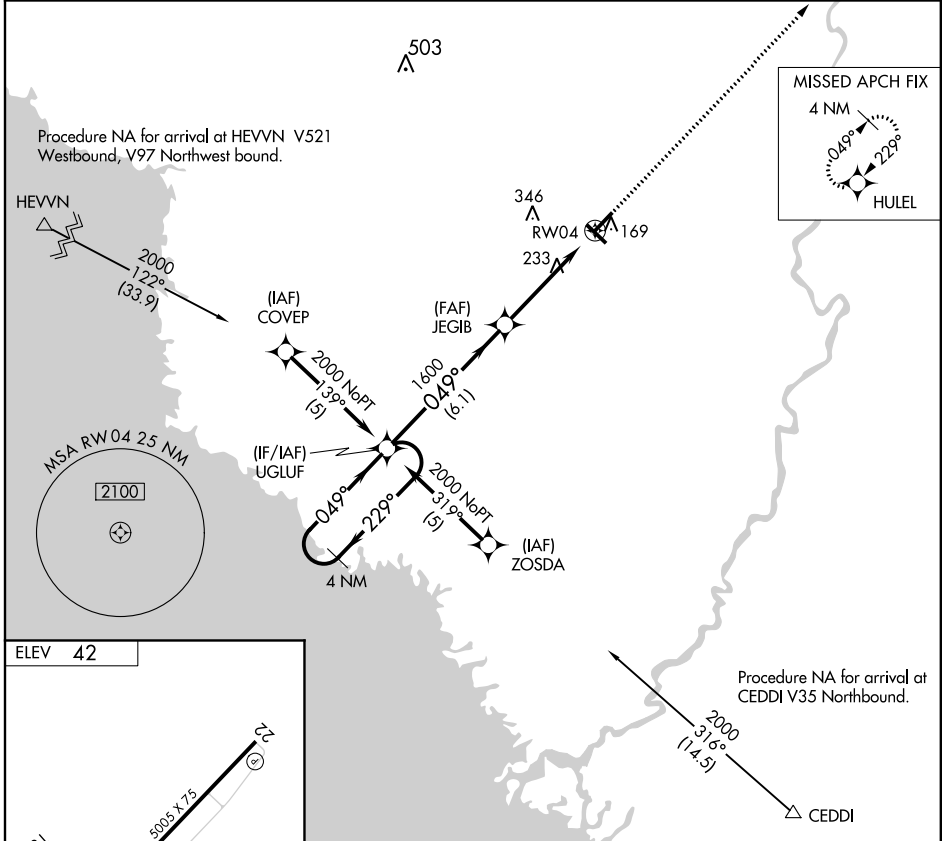 503
MISSED APCH FIX
4 NM
049°
229°
HULEL
Procedure NA for arrival at HEVVN V521
Westbound, V97 Northwest bound.
HEVVN
2000
122°
(33.9)
346
RW04
169
233
(IAF)
COVEP
(FAF)
JEGIB
2000 NoPT
139°
(5)
1600
049°
(6.1)
MSA RW04 25 NM
2100
(IF/IAF)
UGLUF
049°
229°
2000 NoPT
319°
(5)
(IAF)
ZOSDA
4 NM
ELEV 42
Procedure NA for arrival at
CEDDI V35 Northbound.
2000
316°
(14.5)
CEDDI
22
P
5005 X 75